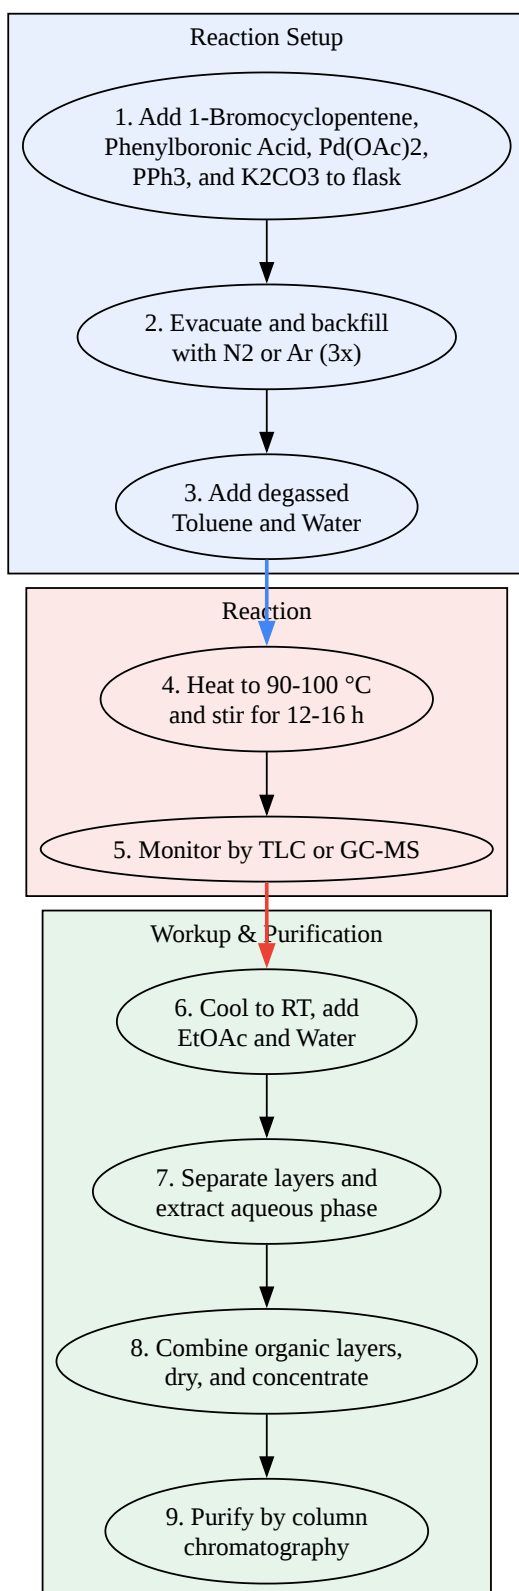 Reaction Setup
1. Add 1-Bromocyclopentene,
Phenylboronic Acid, Pd(OAc)2,
PPh3, and K2CO3 to flask
2. Evacuate and backfill
with N2 or Ar (3x)
3. Add degassed
Toluene and Water
Reaction
4. Heat to 90-100 °C
and stir for 12-16 h
5. Monitor by TLC or GC-MS
Workup & Purification
6. Cool to RT, add
EtOAc and Water
7. Separate layers and
extract aqueous phase
8. Combine organic layers,
dry, and concentrate
9. Purify by column
chromatography